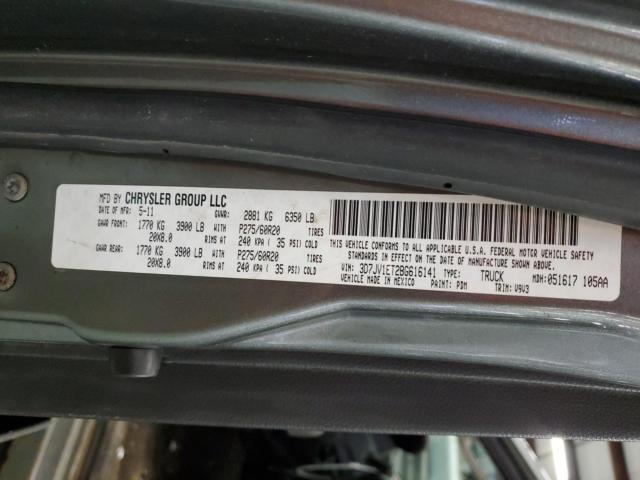 MFD BY CHRYSLER GROUP LLC
DATE OF MFR: 5-11 GVWR: 2881 KG 6350 LB
GAWR FRONT: 1770 KG 3900 LB WITH P275/60R20 TIRES
20X8.0 RIMS AT 240 KPA ( 35 PSI) COLD
GAWR REAR: 1770 KG 3900 LB WITH P275/60R20 TIRES
20X8.0 RIMS AT 240 KPA ( 35 PSI) COLD
THIS VEHICLE CONFORMS TO ALL APPLICABLE U.S.A. FEDERAL MOTOR VEHICLE SAFETY
STANDARDS IN EFFECT ON THE DATE OF MANUFACTURE SHOWN ABOVE
VIN: 3D7JV1ET2BG616141 TYPE: TRUCK MDH: 051617 105AA
VEHICLE MADE IN MEXICO PAINT: PDM TRIM: V9V3